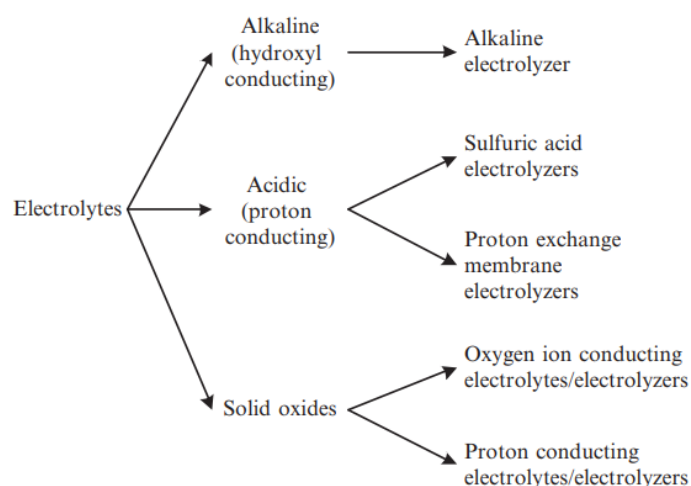 Alkaline
(hydroxyl
conducting)
Alkaline
electrolyzer
Sulfuric acid
electrolyzers
Electrolytes
Acidic
(proton
conducting)
Proton exchange
membrane
electrolyzers
Oxygen ion conducting
electrolytes/electrolyzers
Solid oxides
Proton conducting
electrolytes/electrolyzers